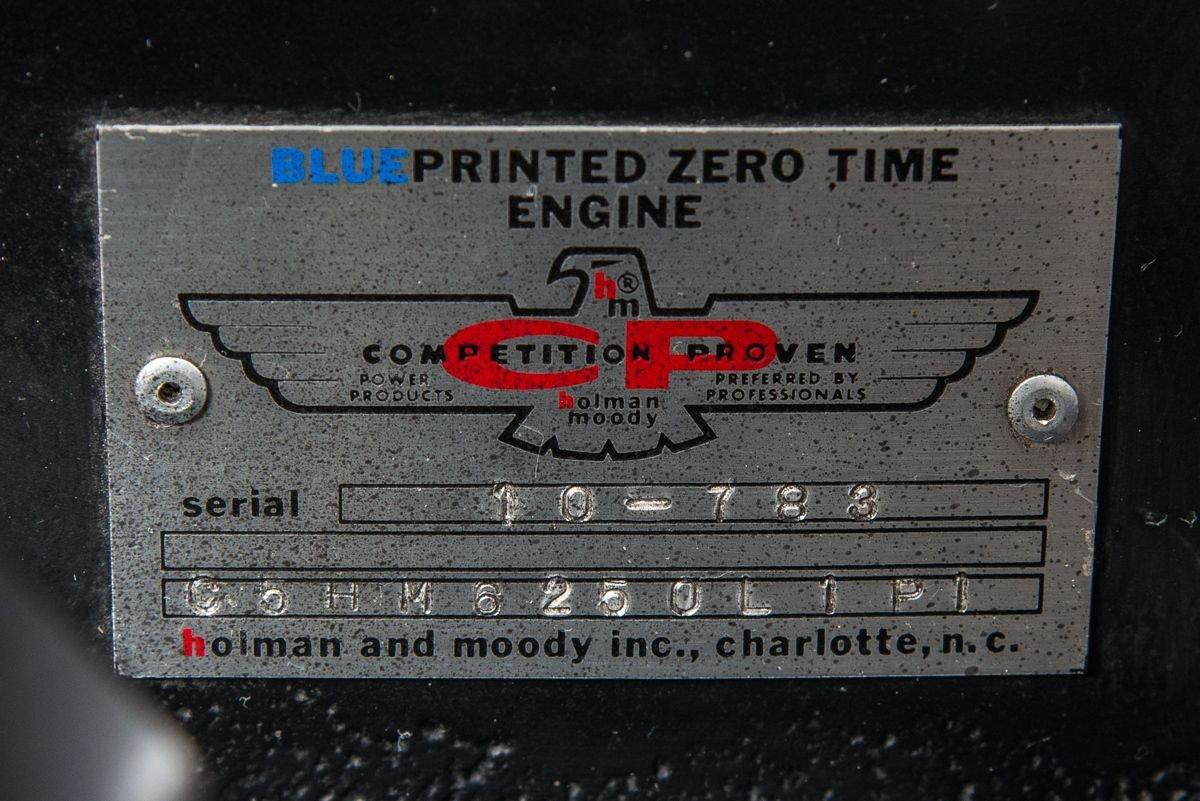 BLUEPRINTED ZERO TIME
ENGINE
h®
m
CP
COMPETITION PROVEN
POWER
PRODUCTS
PREFERRED BY
PROFESSIONALS
holman
moody
serial 10-783
C5HM6250L1P1
holman and moody inc., charlotte, n.c.